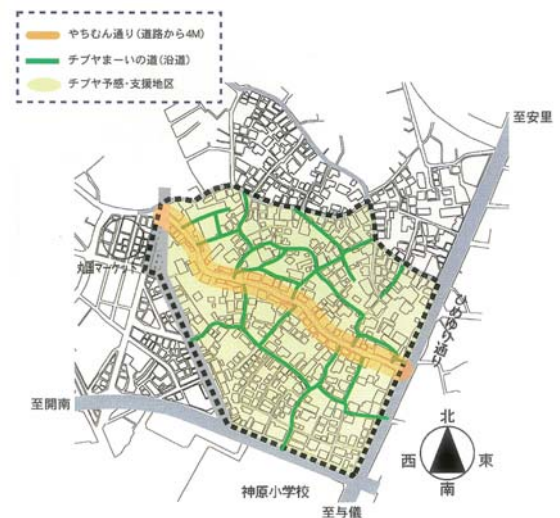 やちむん通り(道路から4M)
チブヤまーいの道(沿道)
チブヤ予感・支援地区
至安里
ひめゆり通り
至開南
神原小学校
至与儀
北
西
東
南